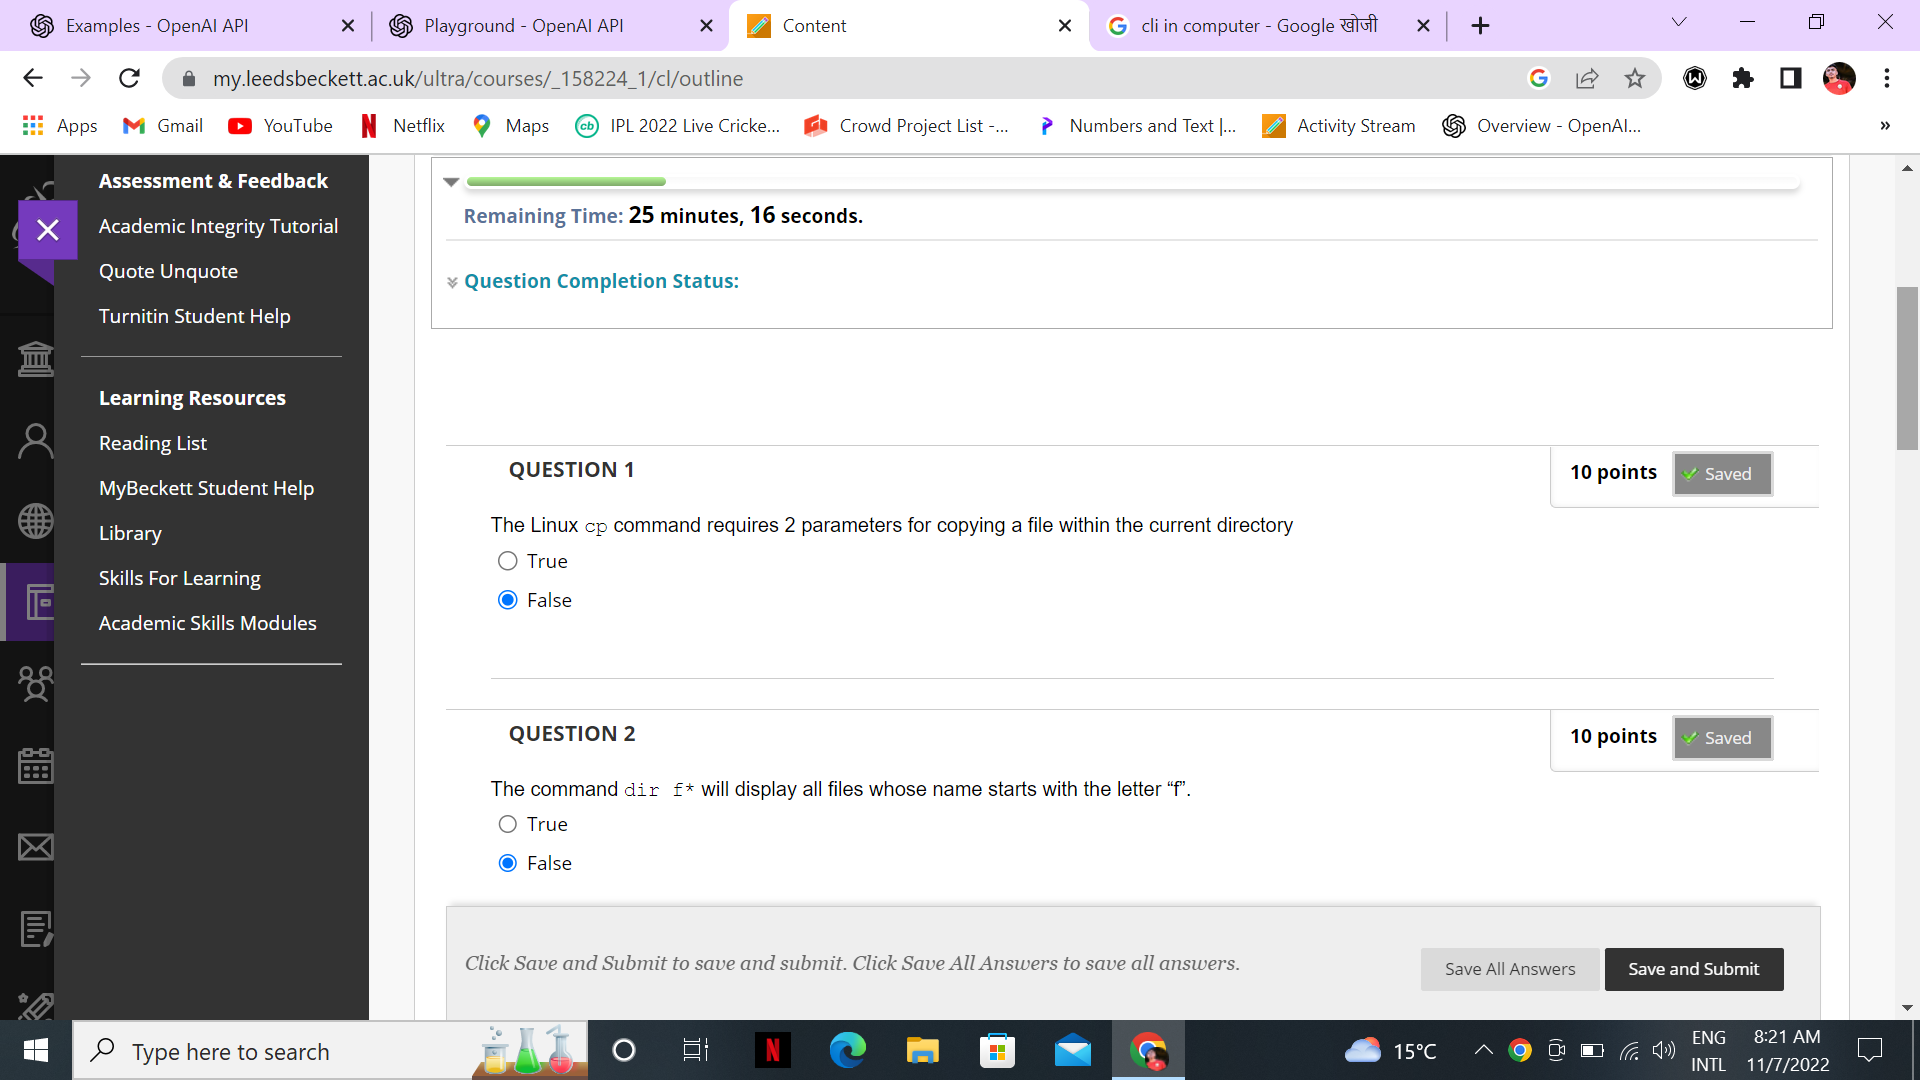 Examples - OpenAI API
Playground - OpenAI API
Content
cli in computer - Google खोजी
my.leedsbeckett.ac.uk/ultra/courses/_158224_1/cl/outline
Apps
Gmail
YouTube
Netflix
Maps
IPL 2022 Live Cricke...
Crowd Project List -...
Numbers and Text |...
Activity Stream
Overview - OpenAI...
»
Assessment & Feedback
Academic Integrity Tutorial
Quote Unquote
Turnitin Student Help
Learning Resources
Reading List
MyBeckett Student Help
Library
Skills For Learning
Academic Skills Modules
Remaining Time: 25 minutes, 16 seconds.
Question Completion Status:
QUESTION 1
10 points
Saved
The Linux cp command requires 2 parameters for copying a file within the current directory
True
False
QUESTION 2
10 points
Saved
The command dir f* will display all files whose name starts with the letter “f”.
True
False
Click Save and Submit to save and submit. Click Save All Answers to save all answers.
Save All Answers
Save and Submit
Type here to search
15°C
ENG
INTL
8:21 AM
11/7/2022